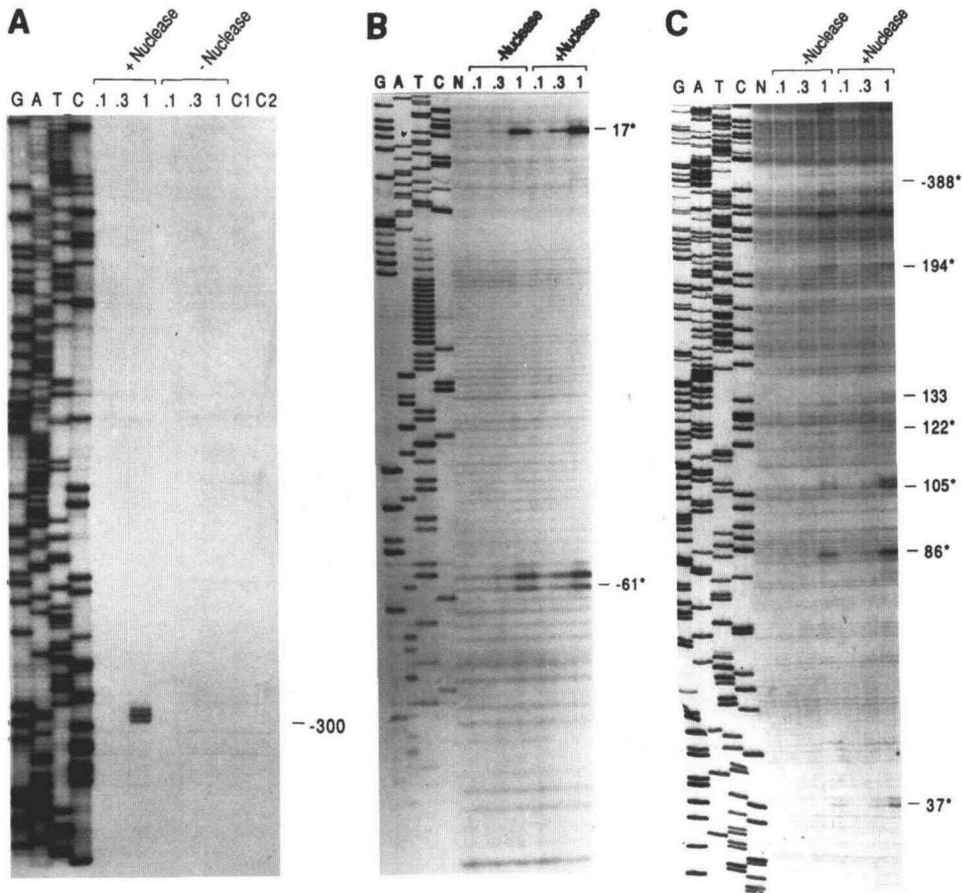 A
+ Nuclease
- Nuclease
G A T C .1 .3 1 .1 .3 1 C1 C2
-300
B
-Nuclease
+Nuclease
G A T C N .1 .3 1 .1 .3 1
17*
-61*
C
-Nuclease
+Nuclease
G A T C N .1 .3 1 .1 .3 1
-388*
194*
133
122*
105*
86*
37*